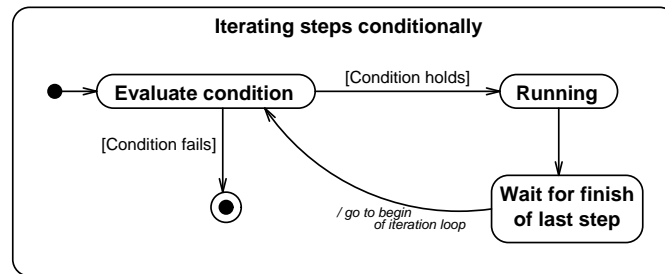 Iterating steps conditionally
Evaluate condition
[Condition holds]
Running
[Condition fails]
Wait for finish
of last step
/ go to begin
of iteration loop